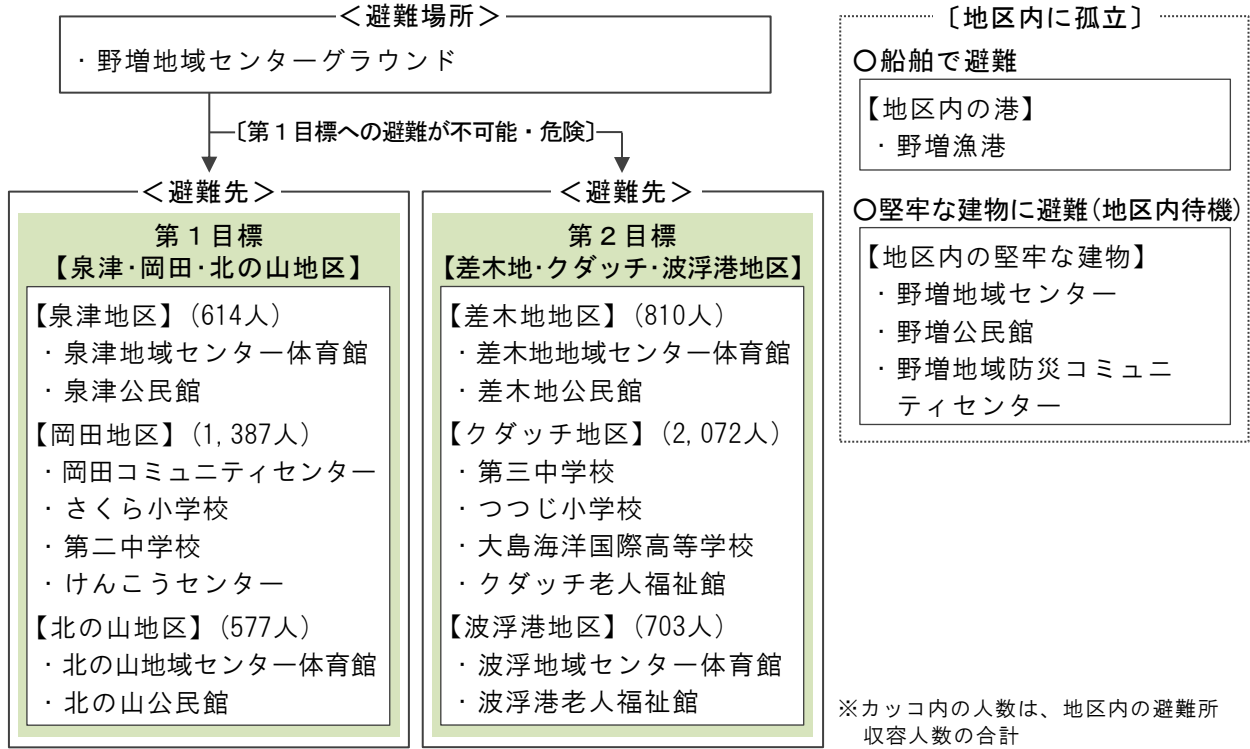 ＜避難場所＞
・野増地域センターグラウンド
〔第１目標への避難が不可能・危険〕
＜避難先＞
第１目標
【泉津・岡田・北の山地区】
【泉津地区】(614人)
・泉津地域センター体育館
・泉津公民館
【岡田地区】(1,387人)
・岡田コミュニティセンター
・さくら小学校
・第二中学校
・けんこうセンター
【北の山地区】(577人)
・北の山地域センター体育館
・北の山公民館
＜避難先＞
第２目標
【差木地・クダッチ・波浮港地区】
【差木地地区】(810人)
・差木地地域センター体育館
・差木地公民館
【クダッチ地区】(2,072人)
・第三中学校
・つつじ小学校
・大島海洋国際高等学校
・クダッチ老人福祉館
【波浮港地区】(703人)
・波浮地域センター体育館
・波浮港老人福祉館
〔地区内に孤立〕
○船舶で避難
【地区内の港】
・野増漁港
○堅牢な建物に避難(地区内待機)
【地区内の堅牢な建物】
・野増地域センター
・野増公民館
・野増地域防災コミュニ
ティセンター
※カッコ内の人数は、地区内の避難所
収容人数の合計